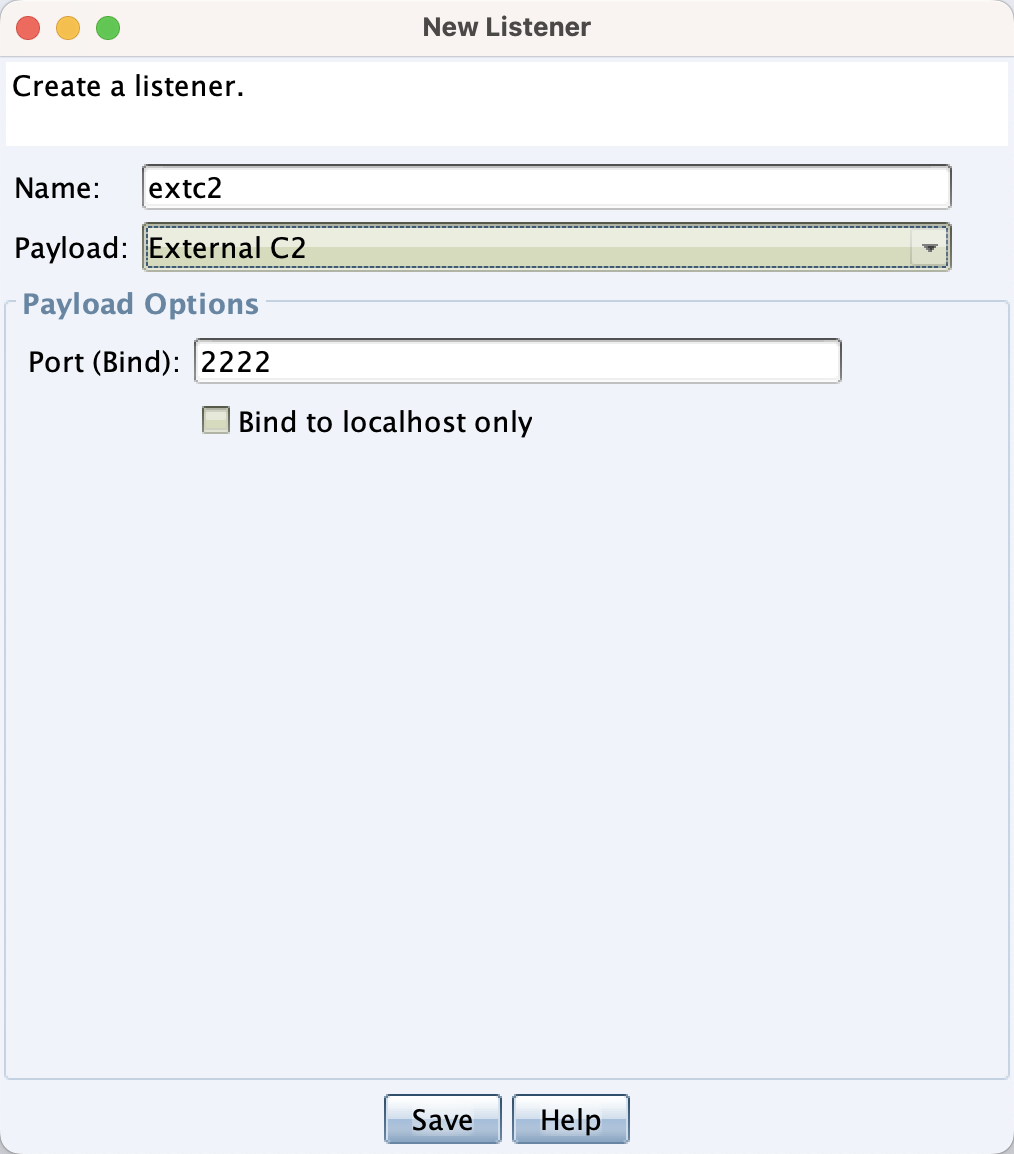 New Listener
Create a listener.
Name: extc2
Payload: External C2
Payload Options
Port (Bind): 2222
Bind to localhost only
Save Help